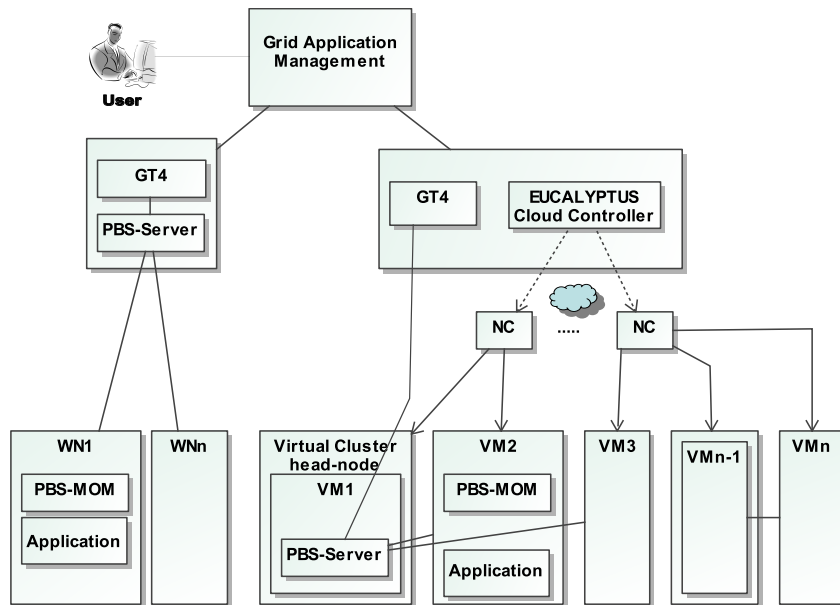 Grid Application
Management
User
GT4
PBS-Server
GT4
EUCALYPTUS
Cloud Controller
NC
.....
NC
WN1
PBS-MOM
Application
WNn
Virtual Cluster
head-node
VM1
PBS-Server
VM2
PBS-MOM
Application
VM3
VMn-1
VMn